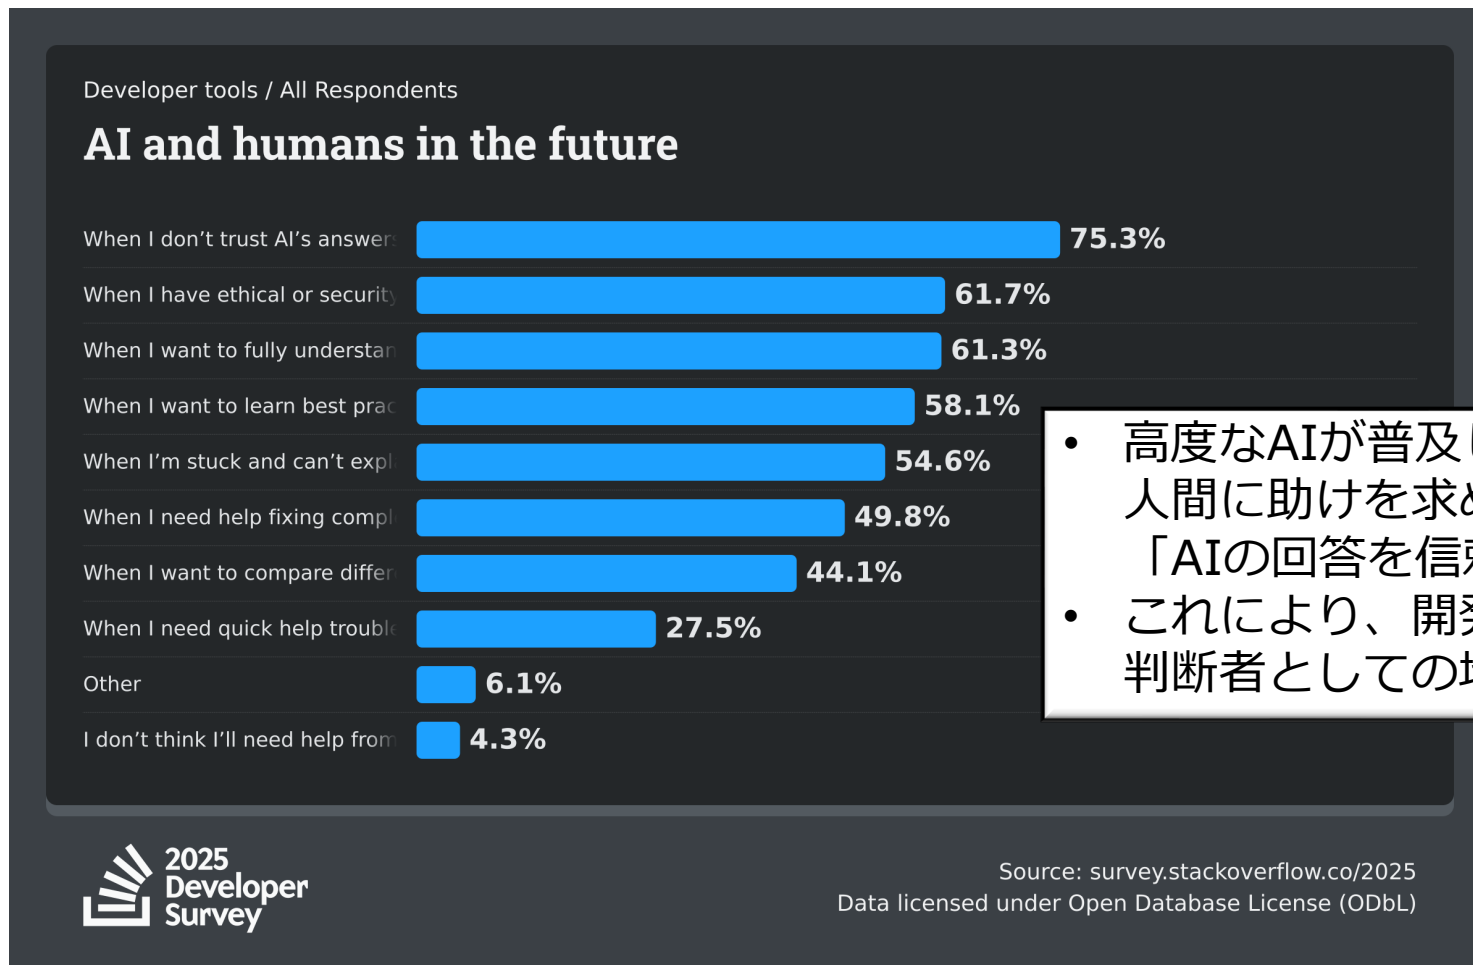 Developer tools / All Respondents
AI and humans in the future
When I don’t trust AI’s answer
75.3%
When I have ethical or security
61.7%
When I want to fully understan
61.3%
When I want to learn best prac
58.1%
When I’m stuck and can’t expl
54.6%
When I need help fixing compl
49.8%
When I want to compare differ
44.1%
When I need quick help trouble
27.5%
Other
6.1%
I don’t think I’ll need help from
4.3%
• 高度なAIが普及し
人間に助けを求め
「AIの回答を信頼
• これにより、開発
判断者としての
2025
Developer
Survey
Source: survey.stackoverflow.co/2025
Data licensed under Open Database License (ODbL)